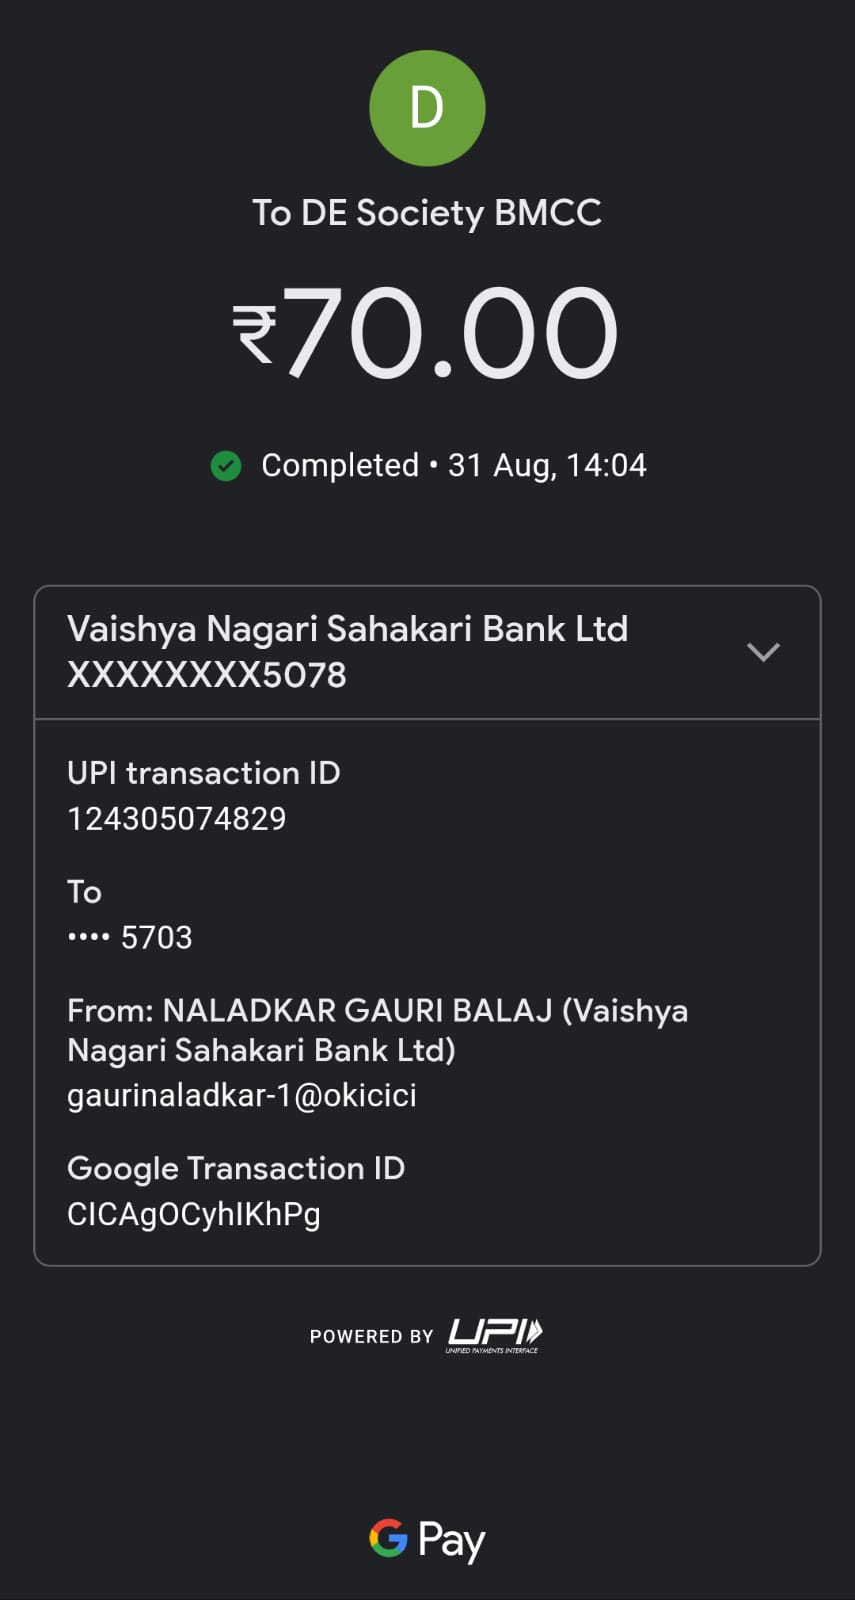 D
To DE Society BMCC
₹70.00
Completed • 31 Aug, 14:04
Vaishya Nagari Sahakari Bank Ltd
XXXXXXXX5078
UPI transaction ID
124305074829
To
•••• 5703
From: NALADKAR GAURI BALAJ (Vaishya
Nagari Sahakari Bank Ltd)
gaurinaladkar-1@okicici
Google Transaction ID
CICAgOCyhIKhPg
POWERED BY UPI
UNIFIED PAYMENTS INTERFACE
G Pay